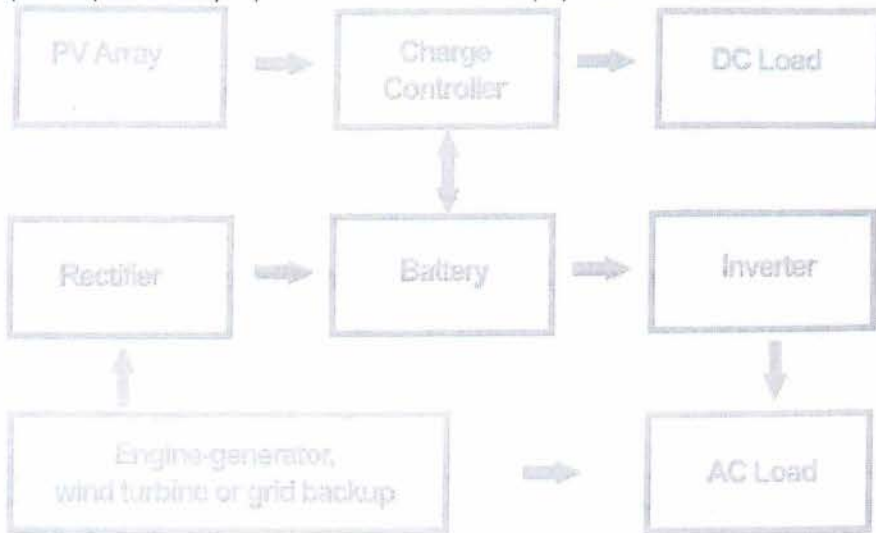 PV Array
Charge
Controller
DC Load
Rectifier
Battery
Inverter
Engine-generator,
wind turbine or grid backup
AC Load